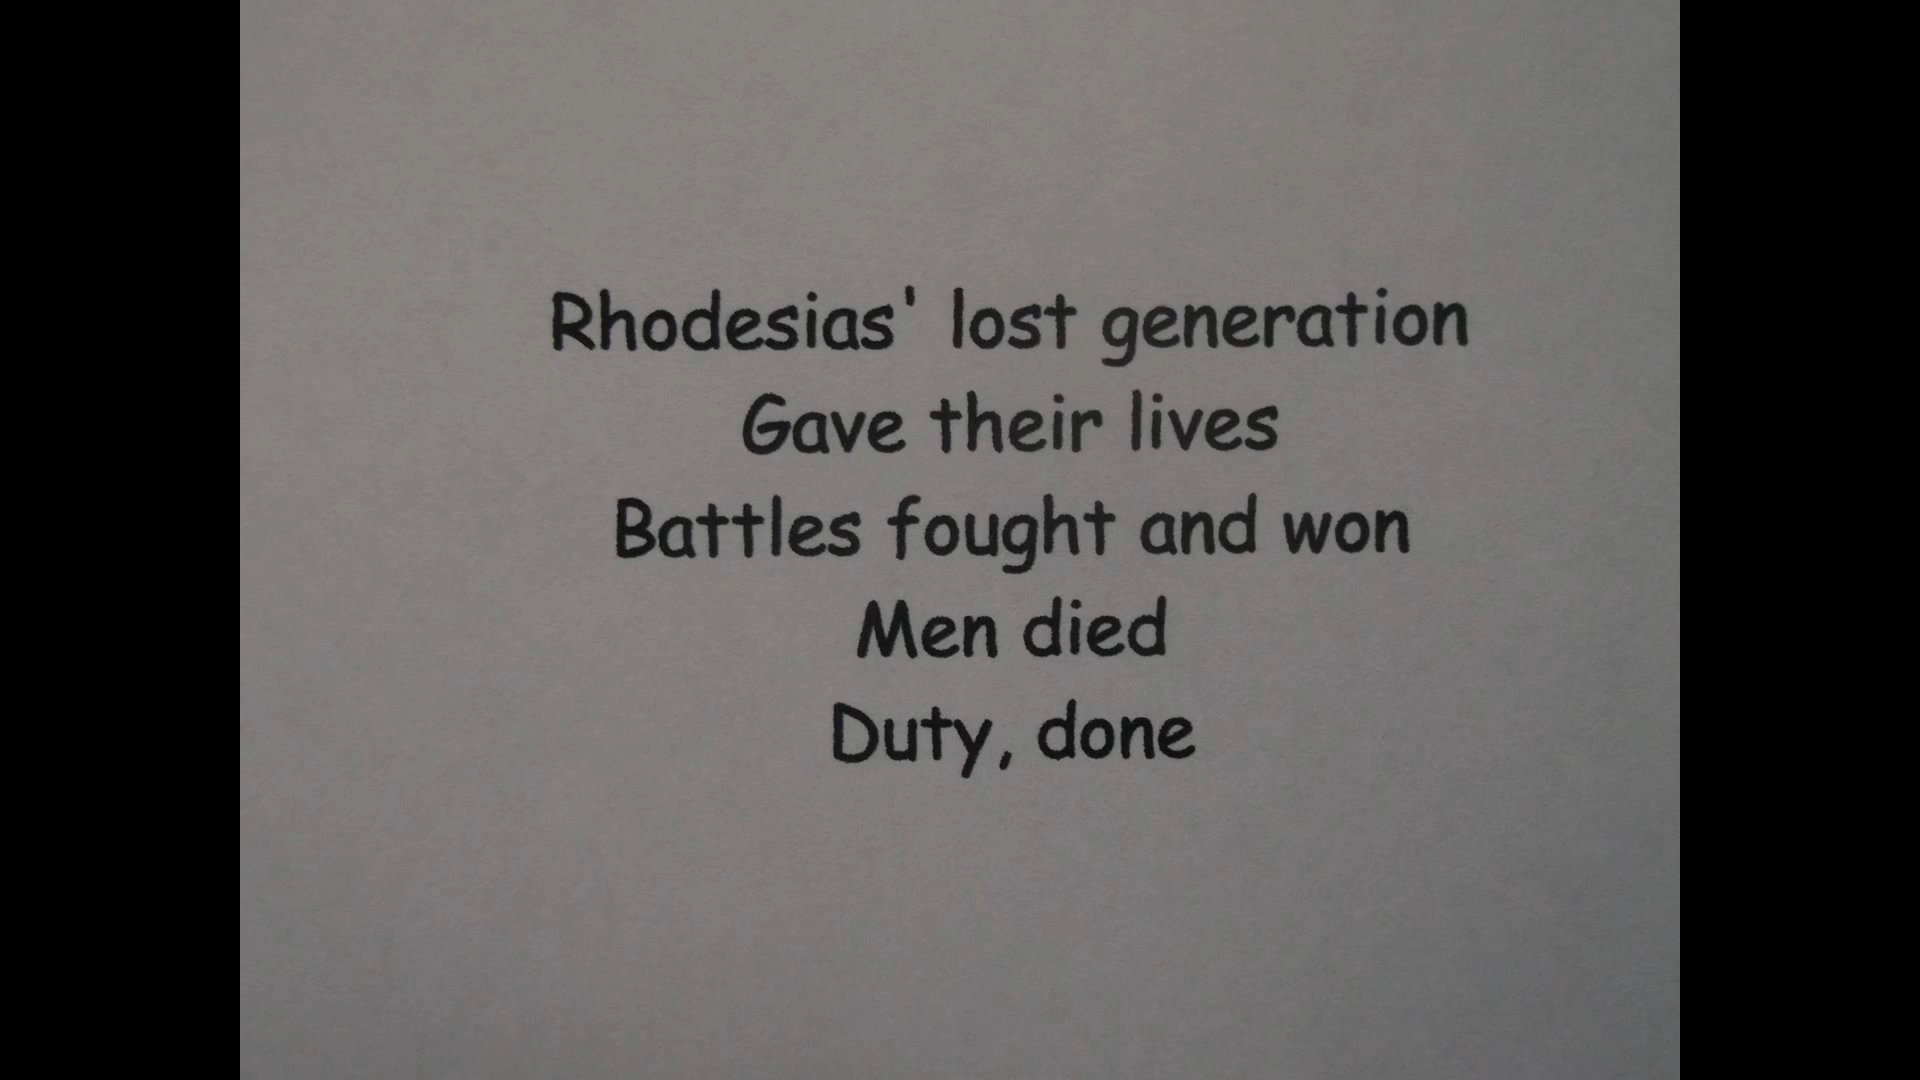 Rhodesias' lost generation
Gave their lives
Battles fought and won
Men died
Duty, done